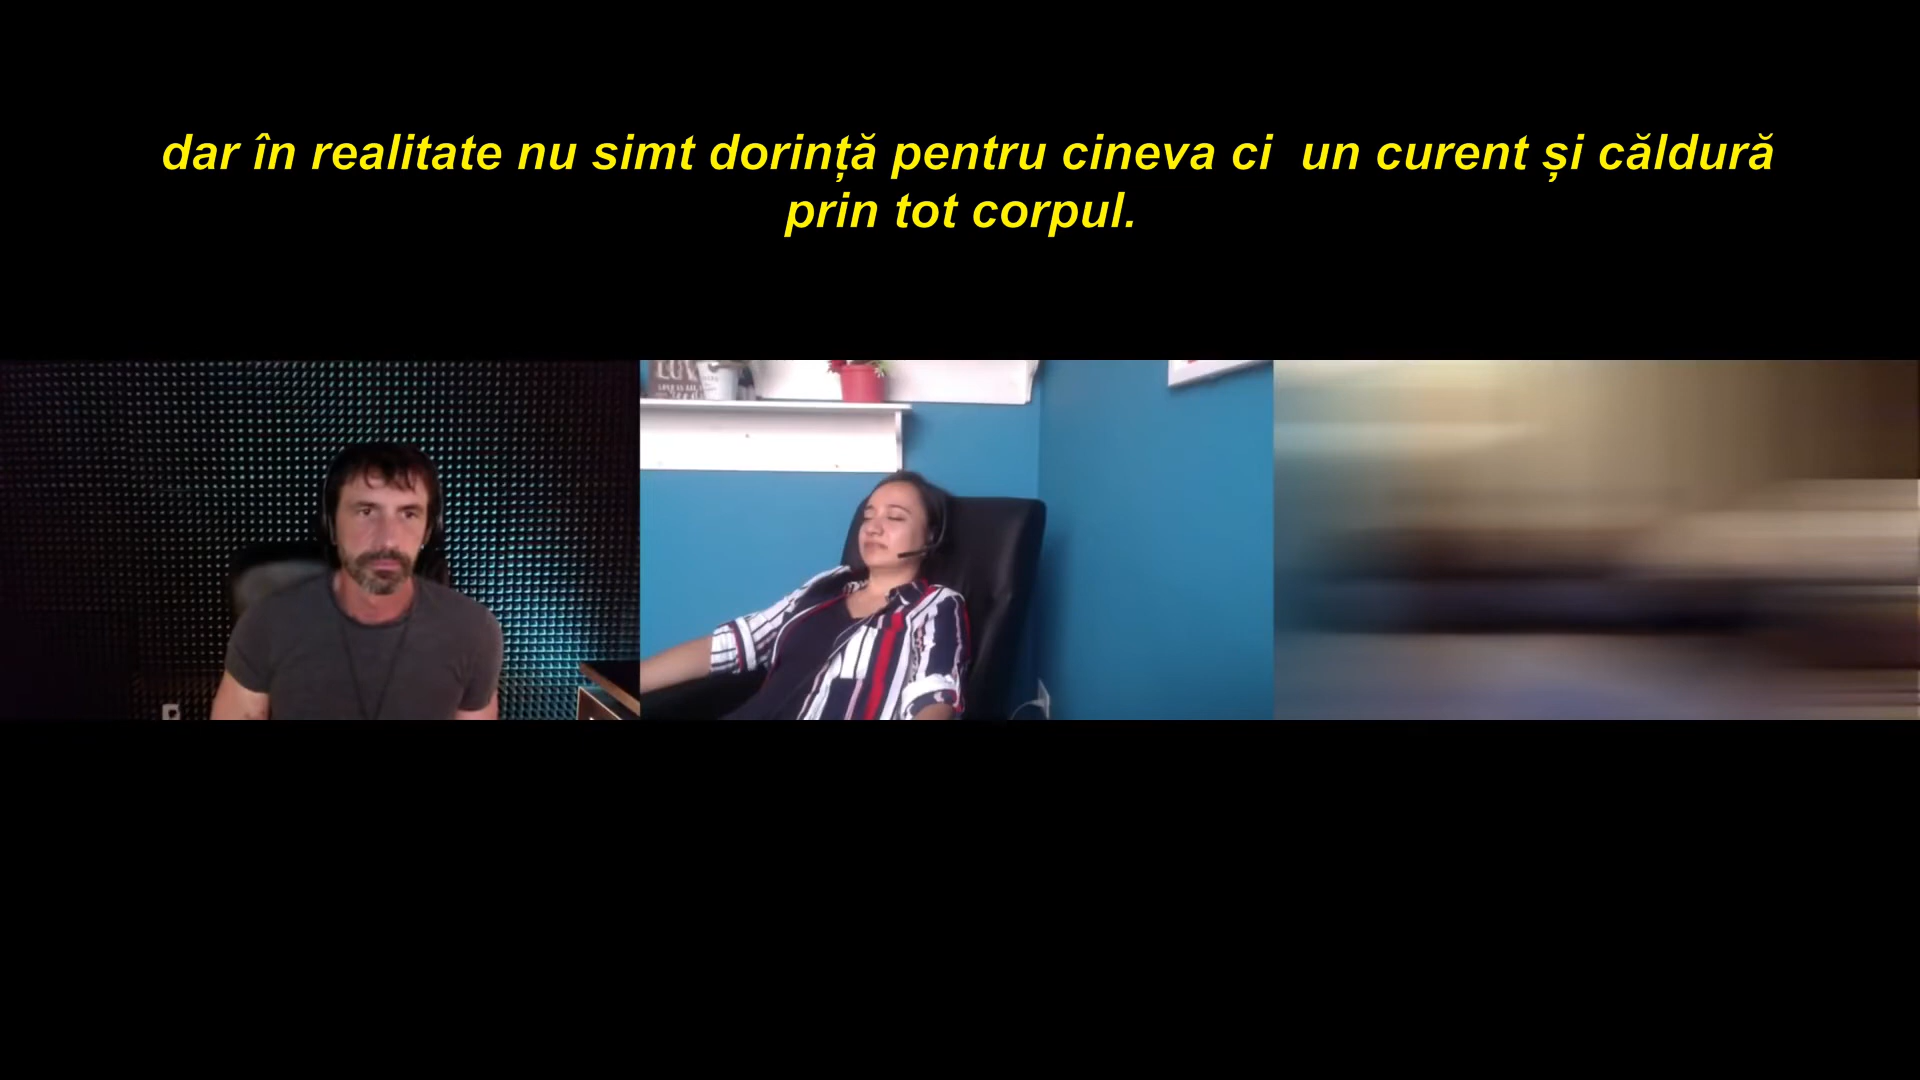 dar în realitate nu simt dorință pentru cineva ci  un curent și căldură
prin tot corpul.